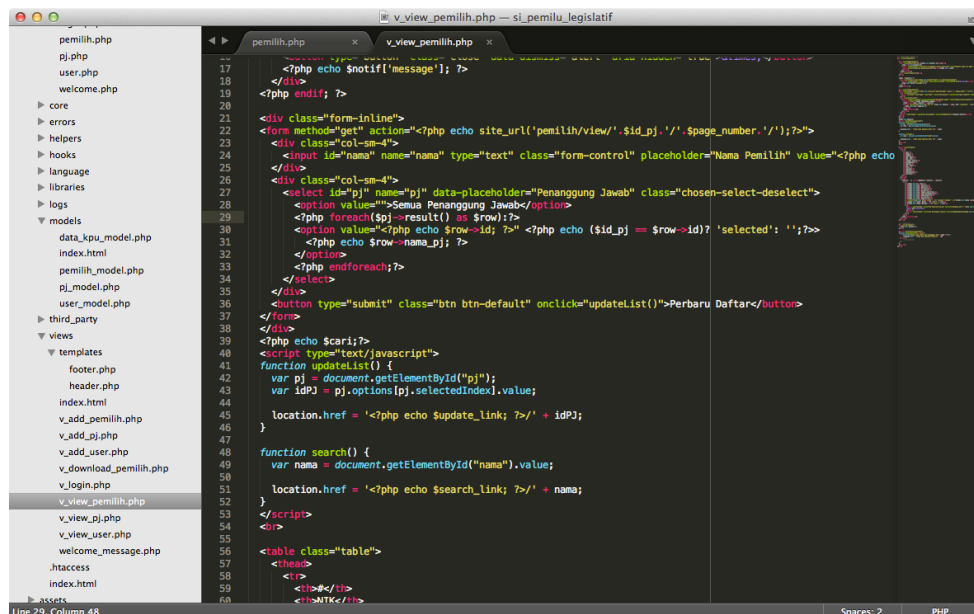 v_view_pemilih.php — si_pemilu_legislatif
pemilih.php
pj.php
user.php
welcome.php
core
errors
helpers
hooks
language
libraries
logs
models
data_kpu_model.php
index.html
pemilih_model.php
pj_model.php
user_model.php
third_party
views
templates
footer.php
header.php
index.html
v_add_pemilih.php
v_add_pj.php
v_add_user.php
v_download_pemilih.php
v_login.php
v_view_pemilih.php
v_view_pj.php
v_view_user.php
welcome_message.php
.htaccess
index.html
assets
pemilih.php × v_view_pemilih.php ×
17 <?php echo $notif['message']; ?>
18 </div>
19 <?php endif; ?>
20
21 <div class="form-inline">
22 <form method="get" action="<?php echo site_url('pemilih/view/'.$id_pj.'/'.$page_number.'/');?>">
23 <div class="col-sm-4">
24 <input id="nama" name="nama" type="text" class="form-control" placeholder="Nama Pemilih" value="<?php echo
25 </div>
26 <div class="col-sm-4">
27 <select id="pj" name="pj" data-placeholder="Penanggung Jawab" class="chosen-select-deselect">
28 <option value="">Semua Penanggung Jawab</option>
29 <?php foreach($pj->result() as $row):?>
30 <option value="<?php echo $row->id; ?>" <?php echo ($id_pj == $row->id)? 'selected': '';?>>
31 <?php echo $row->nama_pj; ?>
32 </option>
33 <?php endforeach;?>
34 </select>
35 </div>
36 <button type="submit" class="btn btn-default" onclick="updateList()">Perbaru Daftar</button>
37 </form>
38 </div>
39 <?php echo $cari;?>
40 <script type="text/javascript">
41 function updateList() {
42 var pj = document.getElementById("pj");
43 var idPJ = pj.options[pj.selectedIndex].value;
44
45 location.href = '<?php echo $update_link; ?>/' + idPJ;
46 }
47
48 function search() {
49 var nama = document.getElementById("nama").value;
50
51 location.href = '<?php echo $search_link; ?>/' + nama;
52 }
53 </script>
54 <br>
55
56 <table class="table">
57 <thead>
58 <tr>
59 <th>#</th>
60 <th>NIK</th>
Line 29, Column 48 Spaces: 2 PHP